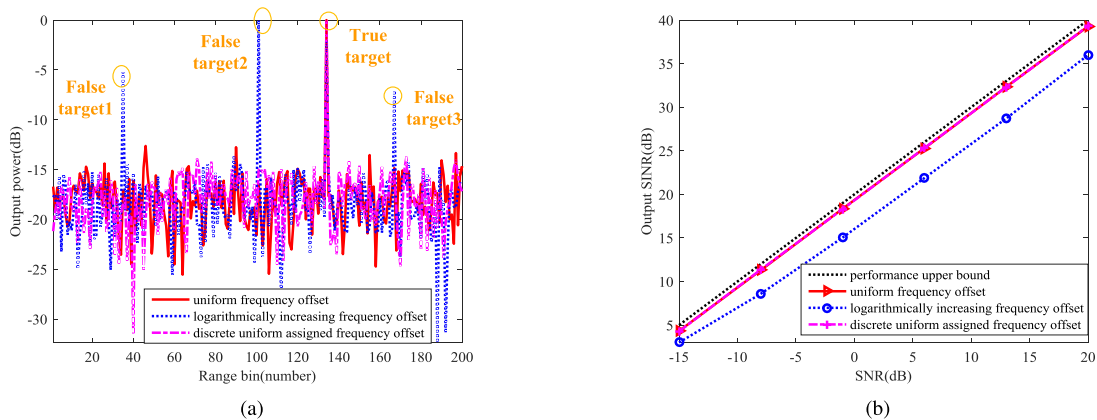 0
-5
-10
-15
-20
-25
-30
Output power(dB)
False
target1
False
target2
True
target
False
target3
uniform frequency offset
logarithmically increasing frequency offset
discrete uniform assigned frequency offset
20 40 60 80 100 120 140 160 180 200
Range bin(number)
(a)
40
35
30
25
20
15
10
5
Output SINR(dB)
performance upper bound
uniform frequency offset
logarithmically increasing frequency offset
discrete uniform assigned frequency offset
-15 -10 -5 0 5 10 15 20
SNR(dB)
(b)